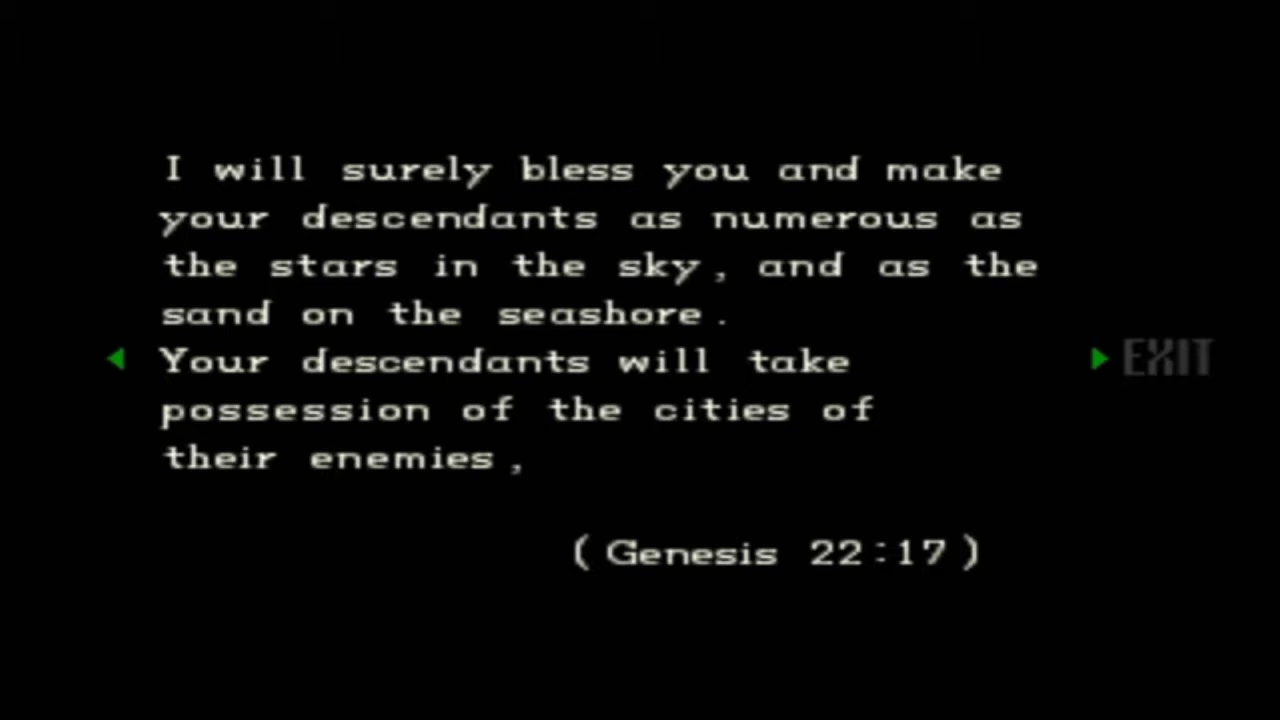 I will surely bless you and make
your descendants as numerous as
the stars in the sky, and as the
sand on the seashore.
Your descendants will take
possession of the cities of
their enemies,
(Genesis 22:17)
EXIT